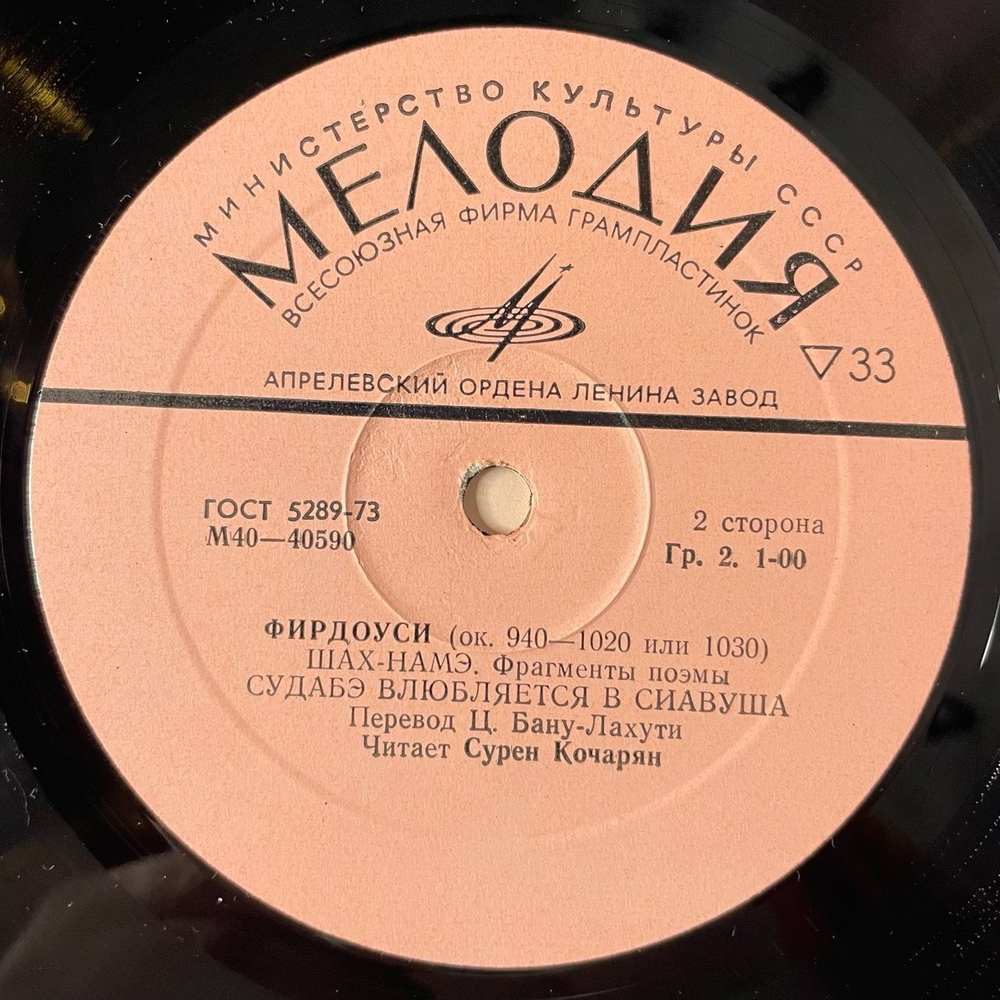 МИНИСТЕРСТВО КУЛЬТУРЫ СССР
МЕЛОДИЯ
ВСЕСОЮЗНАЯ ФИРМА ГРАМПЛАСТИНОК
▽33
АПРЕЛЕВСКИЙ ОРДЕНА ЛЕНИНА ЗАВОД
ГОСТ 5289-73
М40—40590
2 сторона
Гр. 2. 1-00
ФИРДОУСИ (ок. 940—1020 или 1030)
ШАХ-НАМЭ. Фрагменты поэмы
СУДАБЭ ВЛЮБЛЯЕТСЯ В СИАВУША
Перевод Ц. Бану-Лахути
Читает Сурен Кочарян